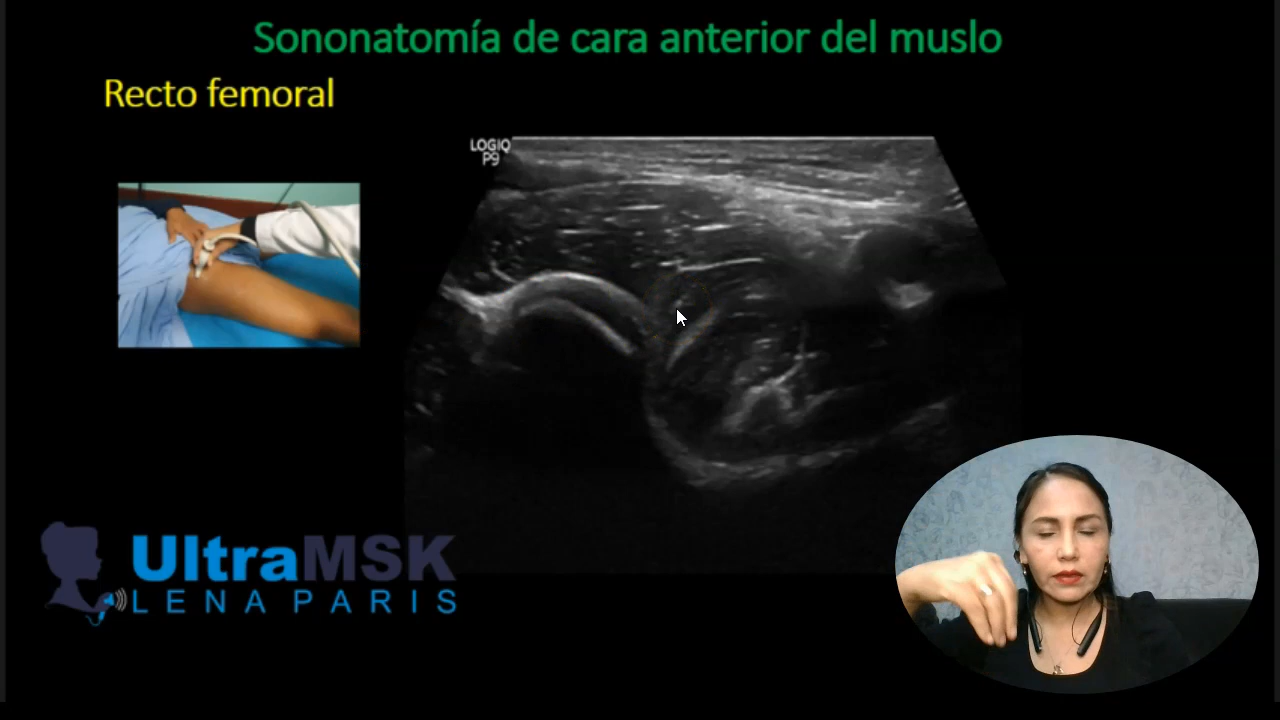 Sononatomía de cara anterior del muslo
Recto femoral
LOGIQ
P9
UltraMSK
LENA PARIS